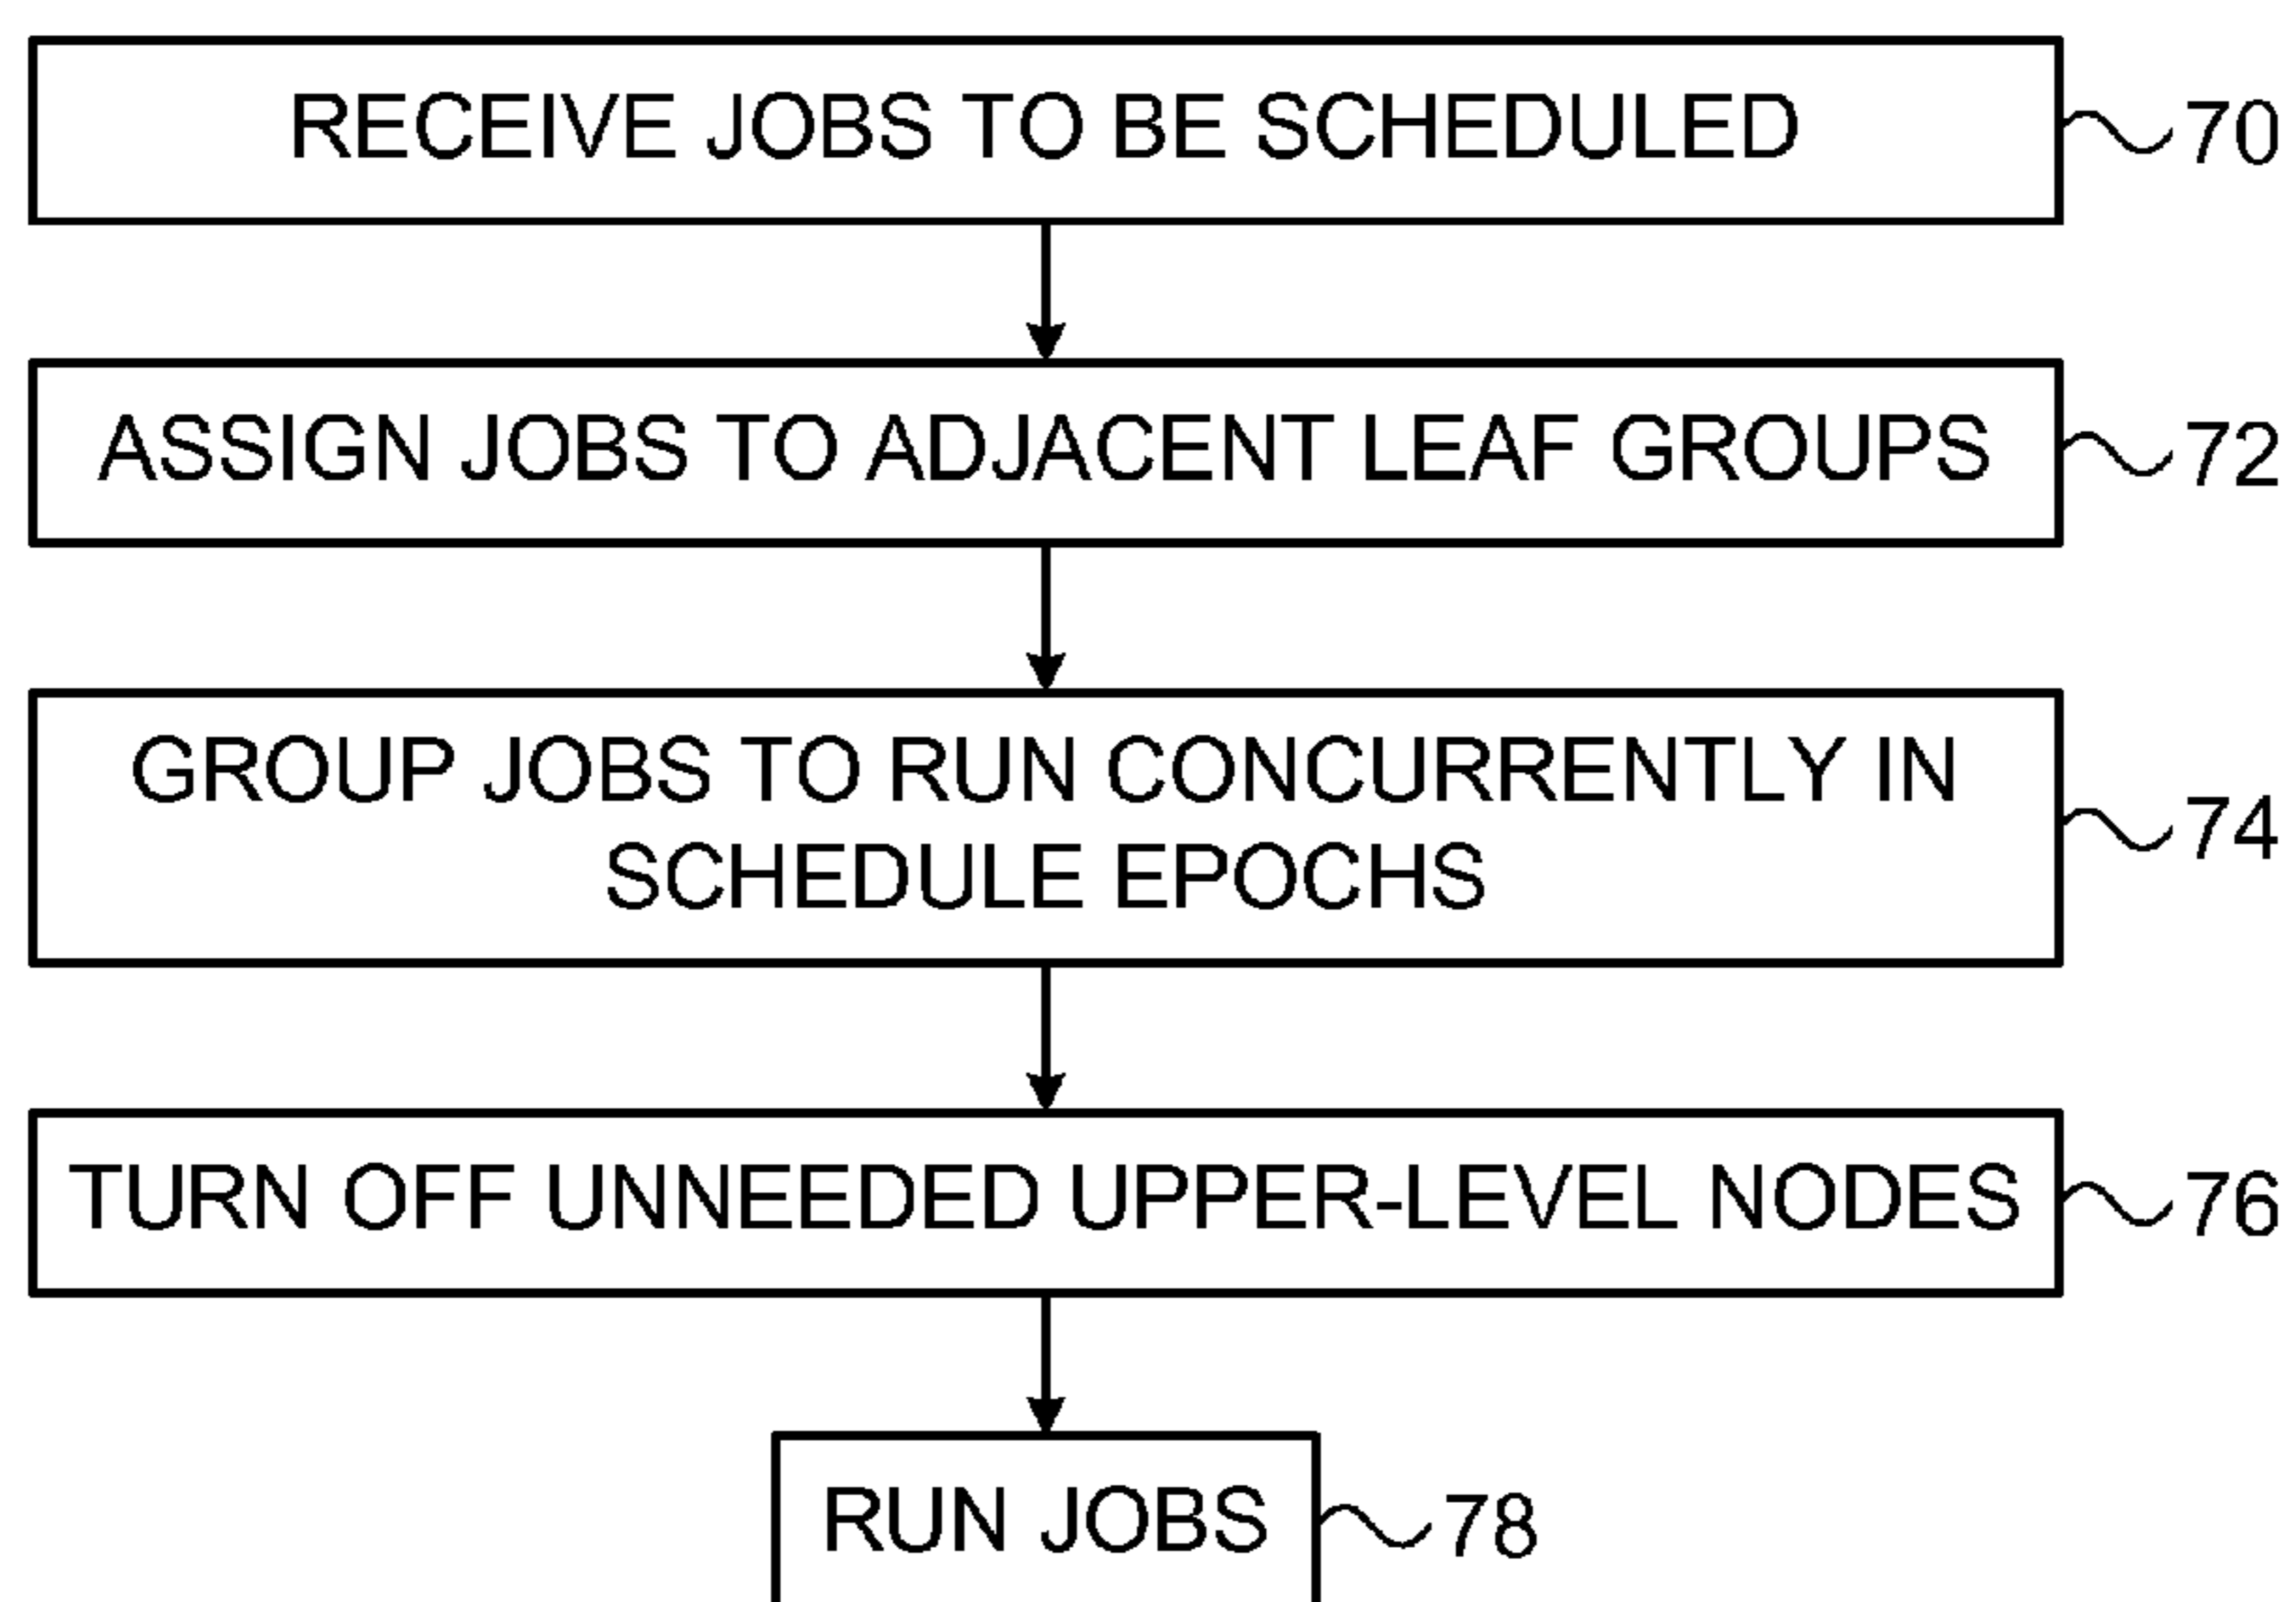 RECEIVE JOBS TO BE SCHEDULED
70
ASSIGN JOBS TO ADJACENT LEAF GROUPS
72
GROUP JOBS TO RUN CONCURRENTLY IN
SCHEDULE EPOCHS
74
TURN OFF UNNEEDED UPPER-LEVEL NODES
76
RUN JOBS
78